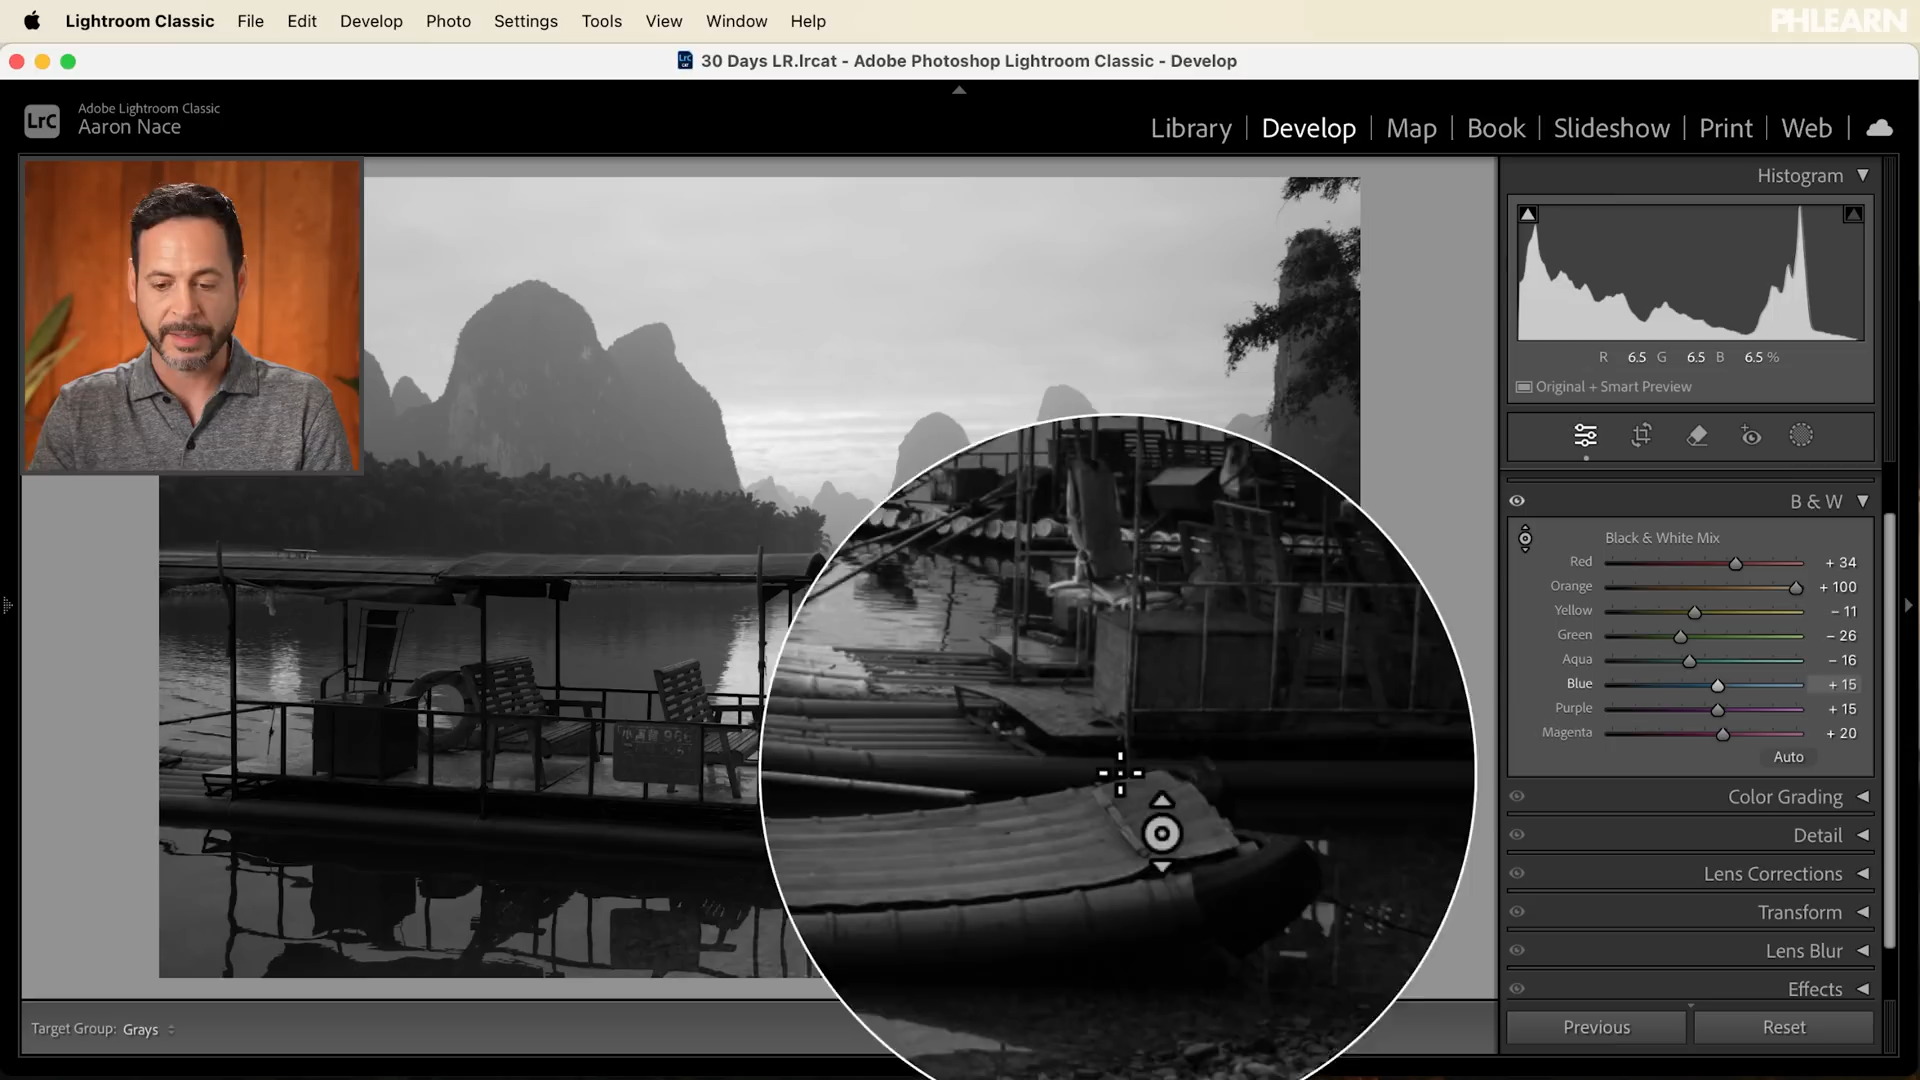 Lightroom Classic File Edit Develop Photo Settings Tools View Window Help
PHLEARN
30 Days LR.lrcat - Adobe Photoshop Lightroom Classic - Develop
LrC
Adobe Lightroom Classic
Aaron Nace
Library | Develop | Map | Book | Slideshow | Print | Web
Histogram
R 6.5 G 6.5 B 6.5 %
Original + Smart Preview
B & W
Black & White Mix
Red + 34
Orange + 100
Yellow − 11
Green − 26
Aqua − 16
Blue + 15
Purple + 15
Magenta + 20
Auto
Color Grading
Detail
Lens Corrections
Transform
Lens Blur
Effects
Previous Reset
Target Group: Grays